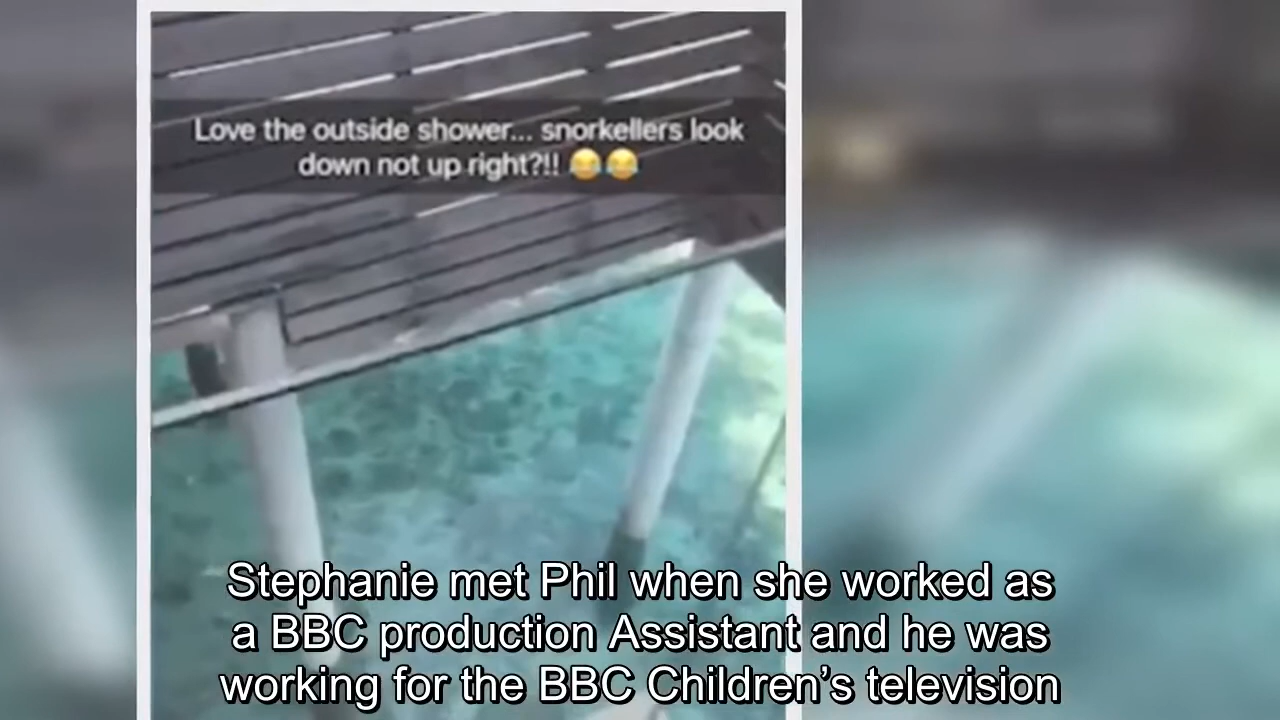 Love the outside shower... snorkellers look
down not up right?!! 😂😂
Stephanie met Phil when she worked as
a BBC production Assistant and he was
working for the BBC Children’s television